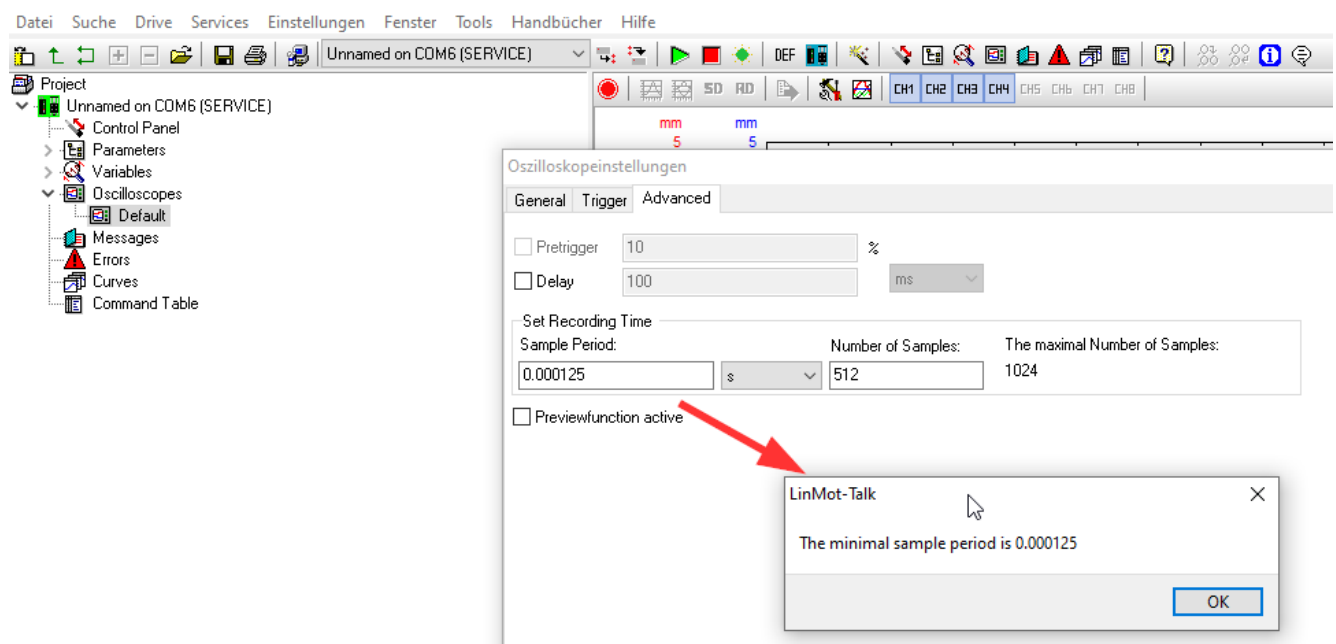 Datei Suche Drive Services Einstellungen Fenster Tools Handbücher Hilfe
Unnamed on COM6 (SERVICE)
DEF
Project
SD RD CH1 CH2 CH3 CH4 CH5 CH6 CH7 CH8
Unnamed on COM6 (SERVICE)
Control Panel
mm mm
5 5
Parameters
Variables
Oscilloscopes
Default
Messages
Errors
Curves
Command Table
Oszilloskopeinstellungen
General Trigger Advanced
Pretrigger 10 %
Delay 100 ms
Set Recording Time
Sample Period: Number of Samples: The maximal Number of Samples:
0.000125 s 512 1024
Previewfunction active
LinMot-Talk
The minimal sample period is 0.000125
OK